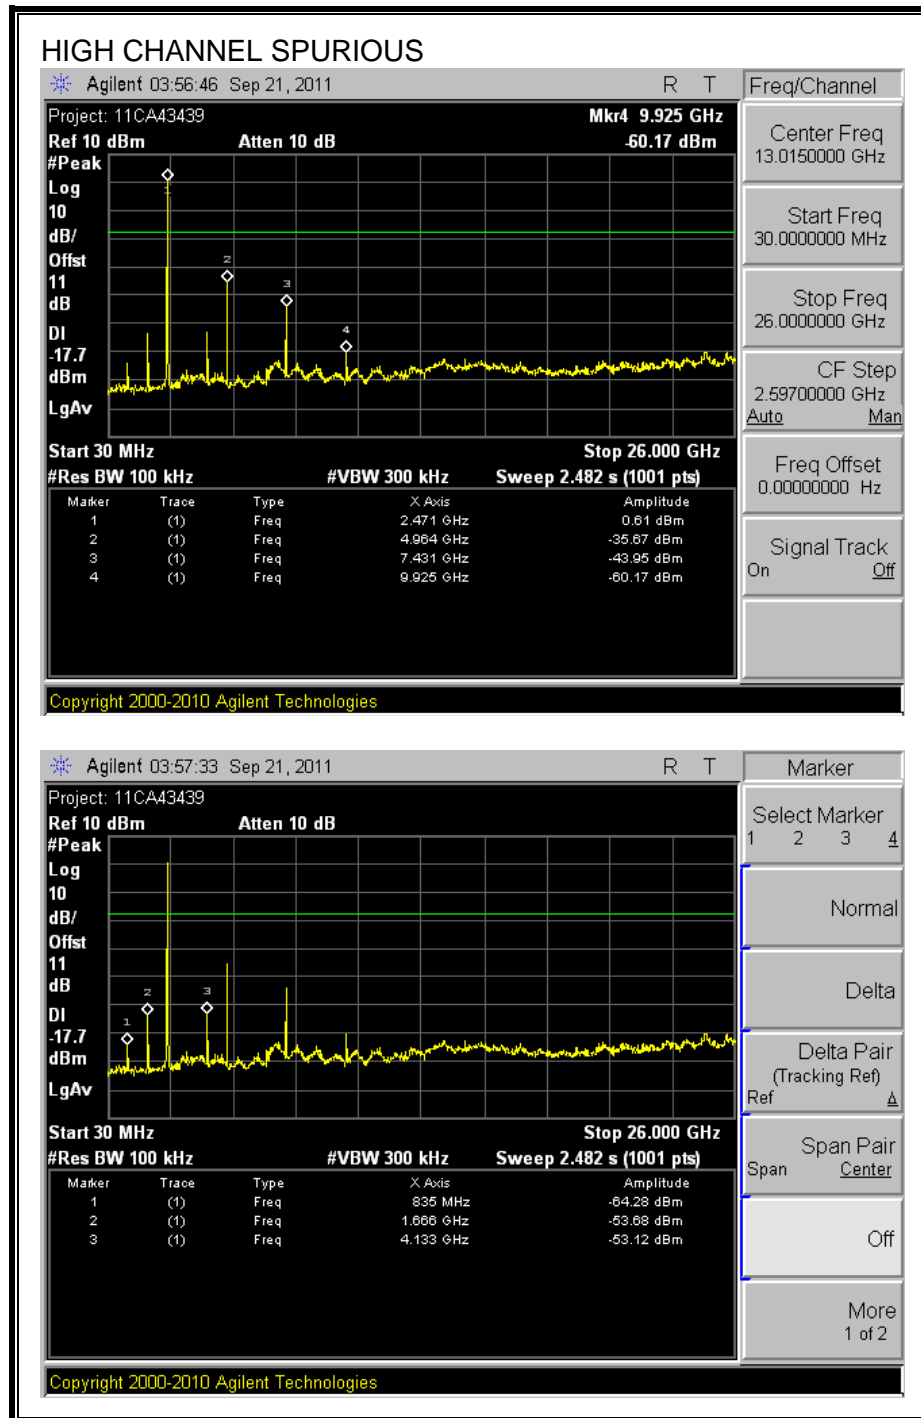 HIGH CHANNEL SPURIOUS
Agilent 03:56:46 Sep 21, 2011 R T
Freq/Channel
Project: 11CA43439 Mkr4 9.925 GHz
Ref 10 dBm Atten 10 dB -60.17 dBm
#Peak
Log
10
dB/
Offst
11
dB
DI
-17.7
dBm
LgAv
2
3
4
Start 30 MHz Stop 26.000 GHz
#Res BW 100 kHz #VBW 300 kHz Sweep 2.482 s (1001 pts)
Marker Trace Type X Axis Amplitude
1 (1) Freq 2.471 GHz 0.61 dBm
2 (1) Freq 4.964 GHz -35.67 dBm
3 (1) Freq 7.431 GHz -43.95 dBm
4 (1) Freq 9.925 GHz -60.17 dBm
Center Freq
13.0150000 GHz
Start Freq
30.0000000 MHz
Stop Freq
26.0000000 GHz
CF Step
2.59700000 GHz
Auto Man
Freq Offset
0.00000000 Hz
Signal Track
On Off
Copyright 2000-2010 Agilent Technologies
Agilent 03:57:33 Sep 21, 2011 R T
Marker
Project: 11CA43439
Ref 10 dBm Atten 10 dB
#Peak
Log
10
dB/
Offst
11
dB
DI
-17.7
dBm
LgAv
1
2
3
Start 30 MHz Stop 26.000 GHz
#Res BW 100 kHz #VBW 300 kHz Sweep 2.482 s (1001 pts)
Marker Trace Type X Axis Amplitude
1 (1) Freq 835 MHz -64.28 dBm
2 (1) Freq 1.666 GHz -53.68 dBm
3 (1) Freq 4.133 GHz -53.12 dBm
Select Marker
1 2 3 4
Normal
Delta
Delta Pair
(Tracking Ref)
Ref Δ
Span Pair
Span Center
Off
More
1 of 2
Copyright 2000-2010 Agilent Technologies